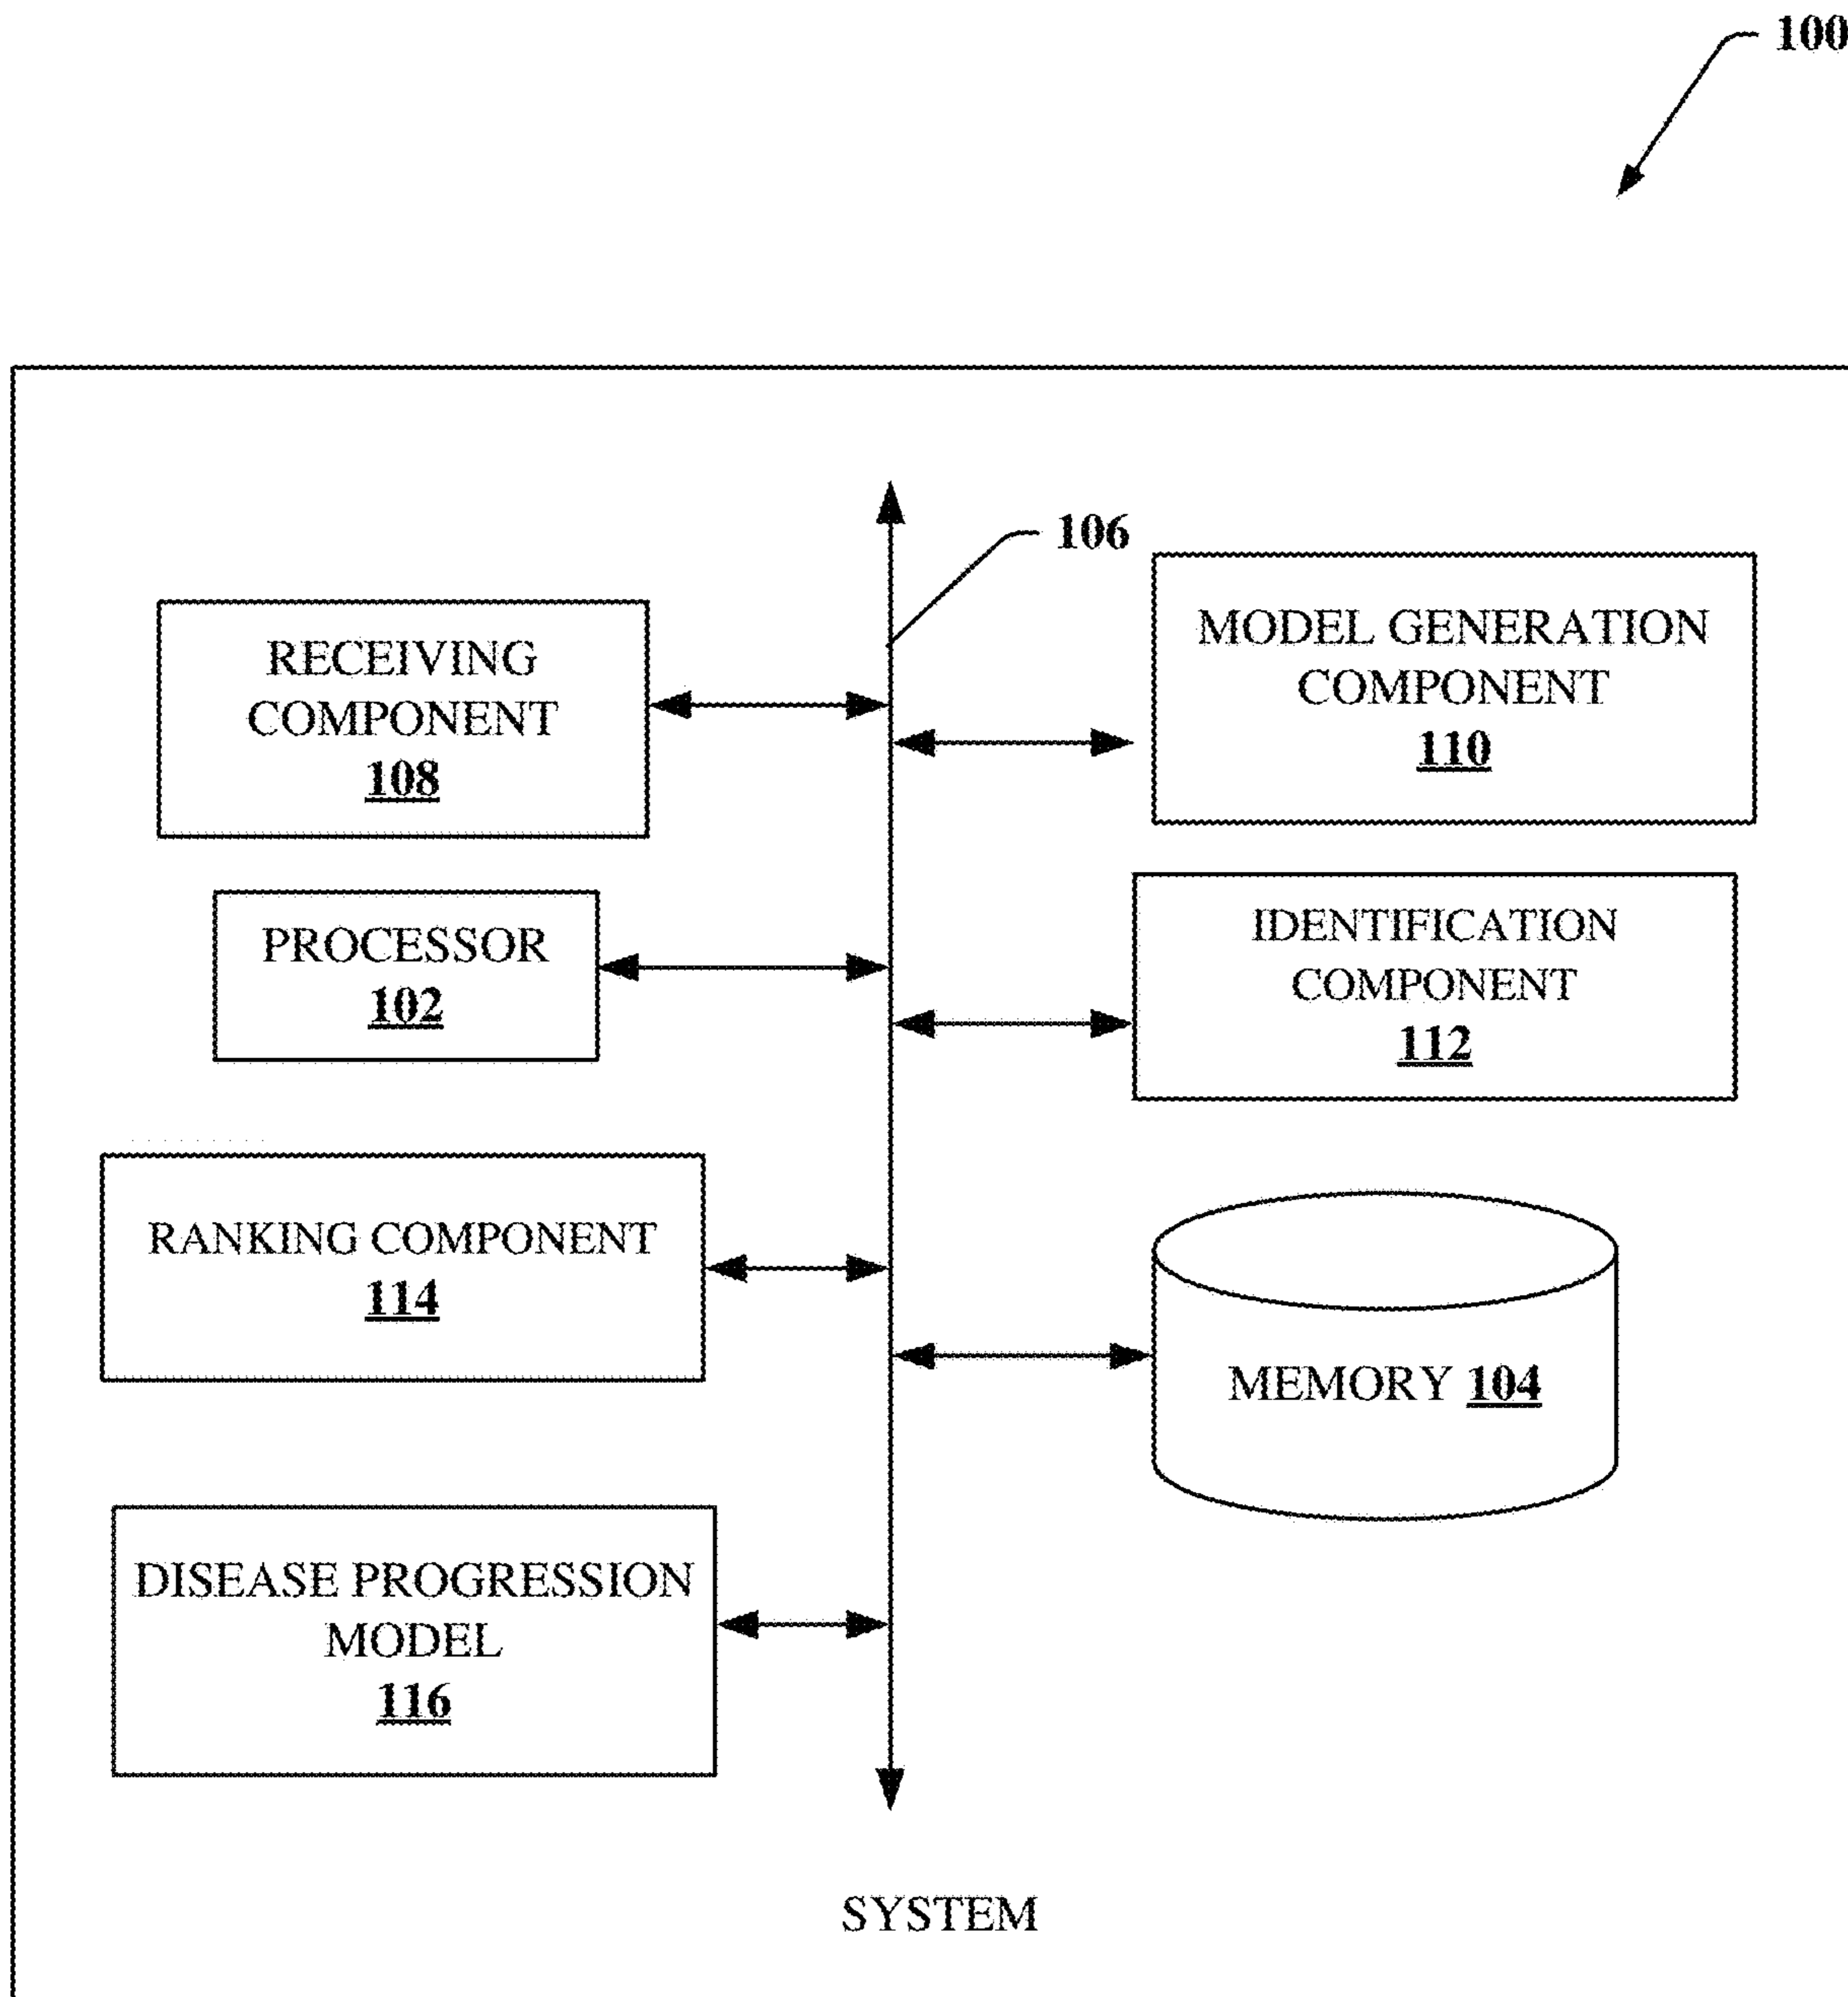 100
106
RECEIVING
COMPONENT
108
MODEL GENERATION
COMPONENT
110
PROCESSOR
102
IDENTIFICATION
COMPONENT
112
RANKING COMPONENT
114
MEMORY 104
DISEASE PROGRESSION
MODEL
116
SYSTEM